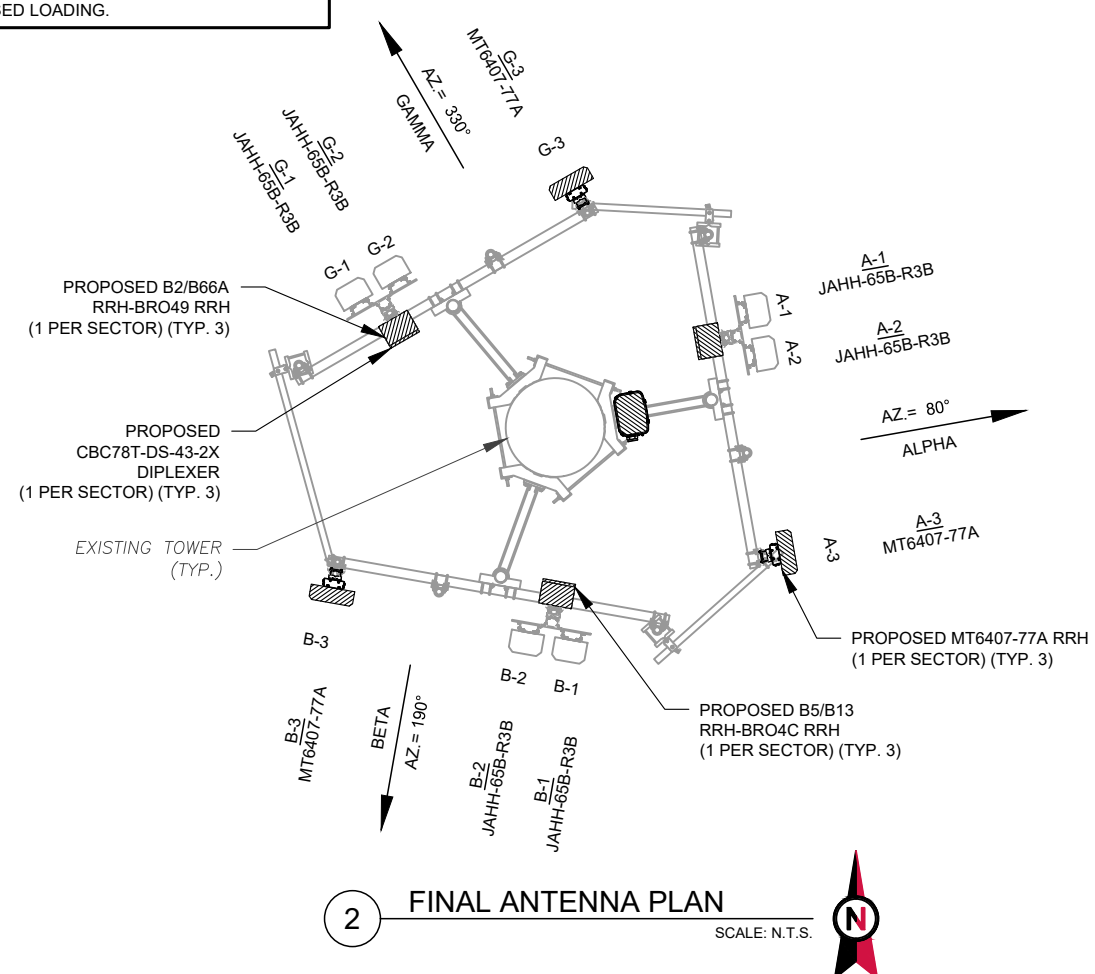 BED LOADING.
AZ.= 330°
GAMMA
G-3
MT6407-77A
G-3
G-2
JAHH-65B-R3B
G-1
JAHH-65B-R3B
G-1
G-2
PROPOSED B2/B66A
RRH-BRO49 RRH
(1 PER SECTOR) (TYP. 3)
A-1
JAHH-65B-R3B
A-1
A-2
JAHH-65B-R3B
A-2
AZ.= 80°
ALPHA
PROPOSED
CBC78T-DS-43-2X
DIPLEXER
(1 PER SECTOR) (TYP. 3)
EXISTING TOWER
(TYP.)
A-3
MT6407-77A
A-3
PROPOSED MT6407-77A RRH
(1 PER SECTOR) (TYP. 3)
B-3
B-2
B-1
PROPOSED B5/B13
RRH-BRO4C RRH
(1 PER SECTOR) (TYP. 3)
B-3
MT6407-77A
BETA
AZ.= 190°
B-2
JAHH-65B-R3B
B-1
JAHH-65B-R3B
2
FINAL ANTENNA PLAN
SCALE: N.T.S.
N